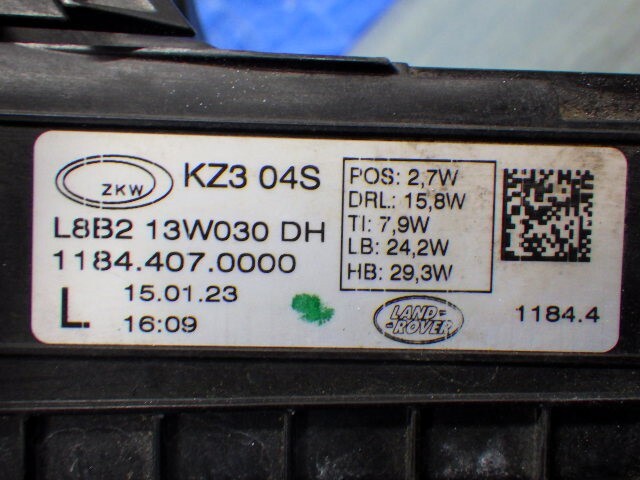 ZKW
KZ3 04S
L8B2 13W030 DH
1184.407.0000
L.
15.01.23
16:09
POS: 2,7W
DRL: 15,8W
TI: 7,9W
LB: 24,2W
HB: 29,3W
LAND-
-ROVER
1184.4